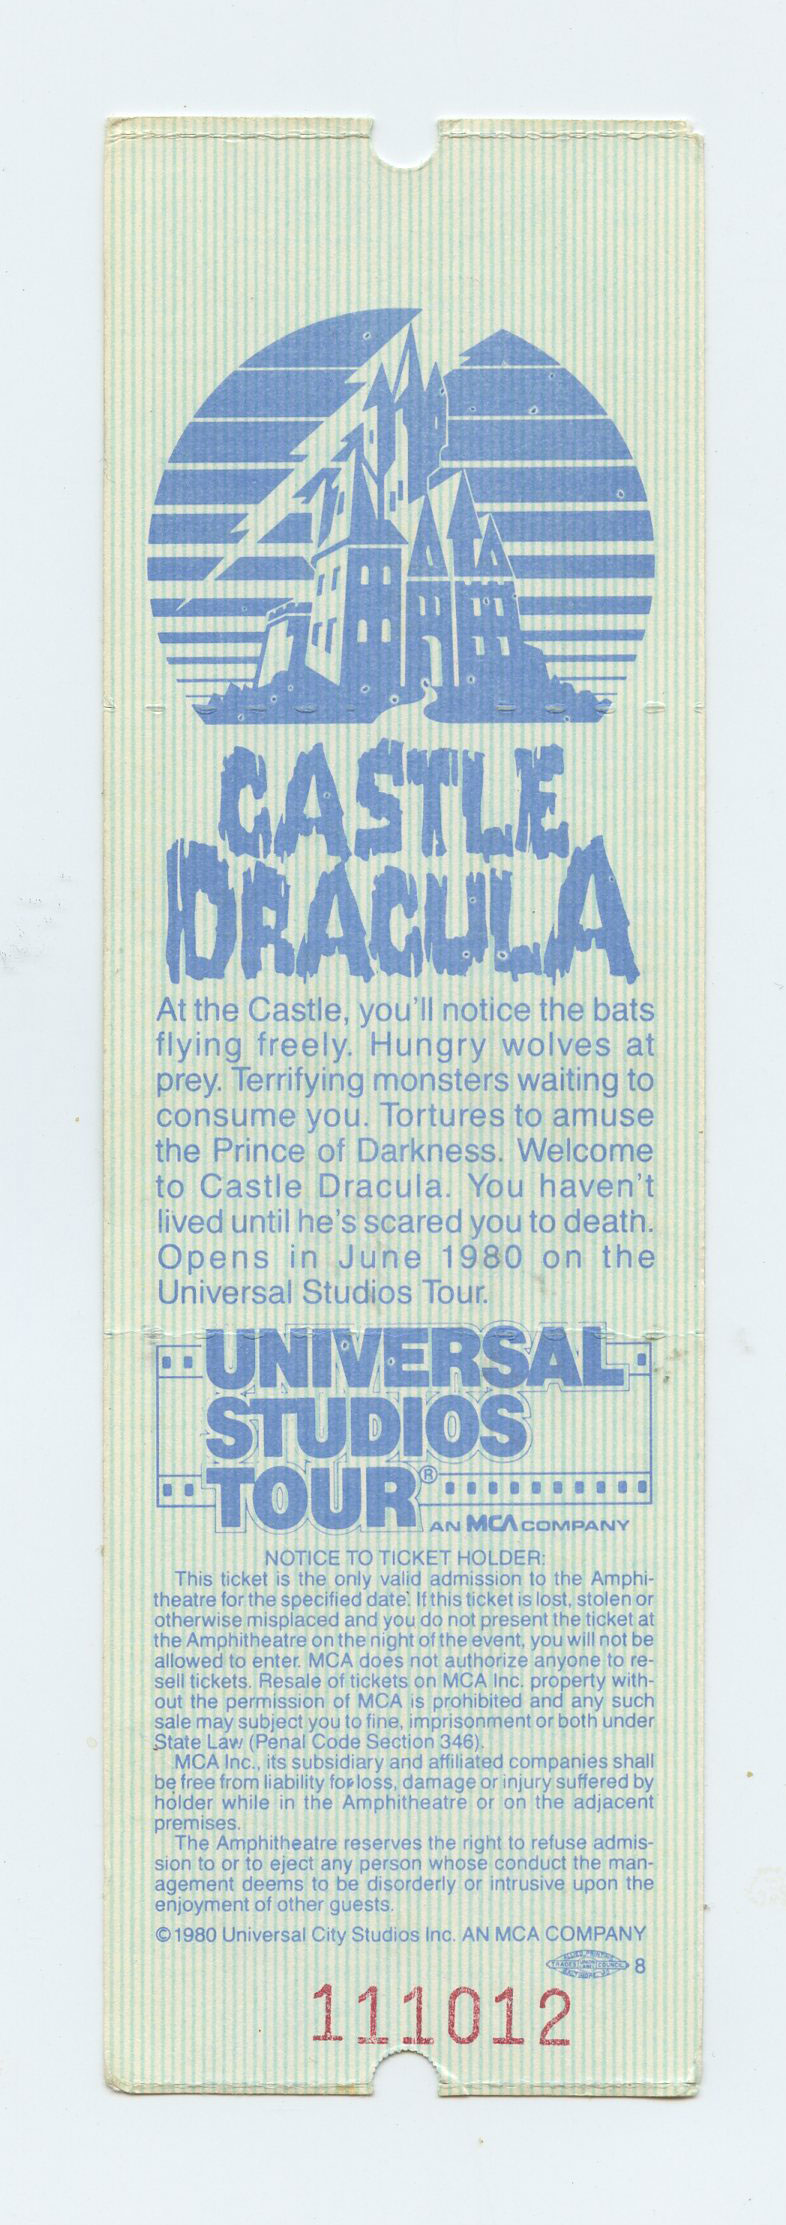 CASTLE
DRACULA
At the Castle, you'll notice the bats
flying freely. Hungry wolves at
prey. Terrifying monsters waiting to
consume you. Tortures to amuse
the Prince of Darkness. Welcome
to Castle Dracula. You haven't
lived until he's scared you to death.
Opens in June 1980 on the
Universal Studios Tour.
UNIVERSAL
STUDIOS
TOUR®
AN MCA COMPANY
NOTICE TO TICKET HOLDER:
This ticket is the only valid admission to the Amphi-
theatre for the specified date. If this ticket is lost, stolen or
otherwise misplaced and you do not present the ticket at
the Amphitheatre on the night of the event, you will not be
allowed to enter. MCA does not authorize anyone to re-
sell tickets. Resale of tickets on MCA Inc. property with-
out the permission of MCA is prohibited and any such
sale may subject you to fine, imprisonment or both under
State Law (Penal Code Section 346).
MCA Inc., its subsidiary and affiliated companies shall
be free from liability for loss, damage or injury suffered by
holder while in the Amphitheatre or on the adjacent
premises.
The Amphitheatre reserves the right to refuse admis-
sion to or to eject any person whose conduct the man-
agement deems to be disorderly or intrusive upon the
enjoyment of other guests.
©1980 Universal City Studios Inc. AN MCA COMPANY
8
111012